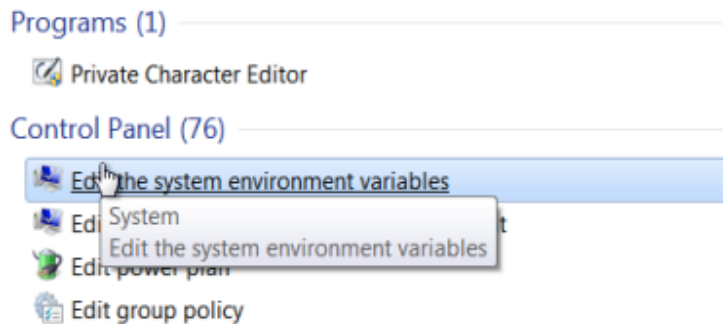 Programs (1)
Private Character Editor
Control Panel (76)
Edit the system environment variables
Edi t
System
Edit the system environment variables
Edit power plan
Edit group policy